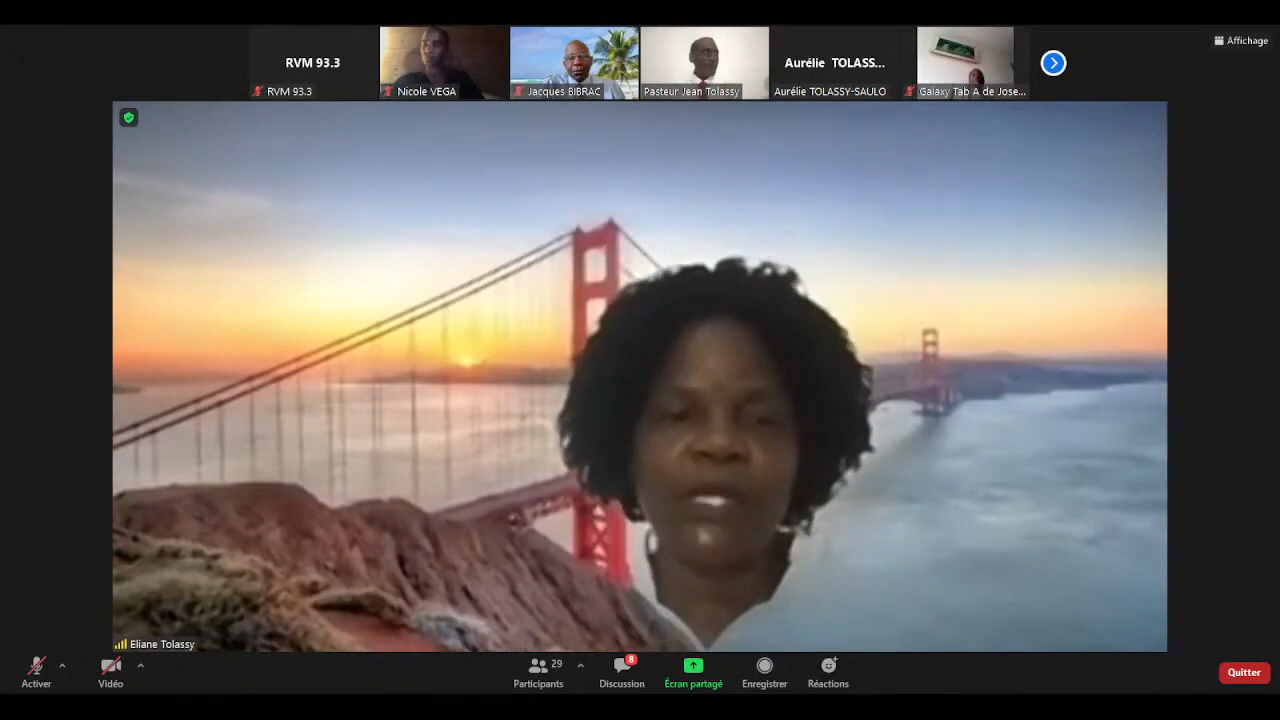 RVM 93.3
Aurélie TOLASS...
Affichage
RVM 93.3
Nicole VEGA
Jacques BIBRAC
Pasteur Jean Tolassy
Aurélie TOLASSY-SAULO
Galaxy Tab A de Jose...
Eliane Tolassy
29
8
Activer
Vidéo
Participants
Discussion
Écran partagé
Enregistrer
Réactions
Quitter